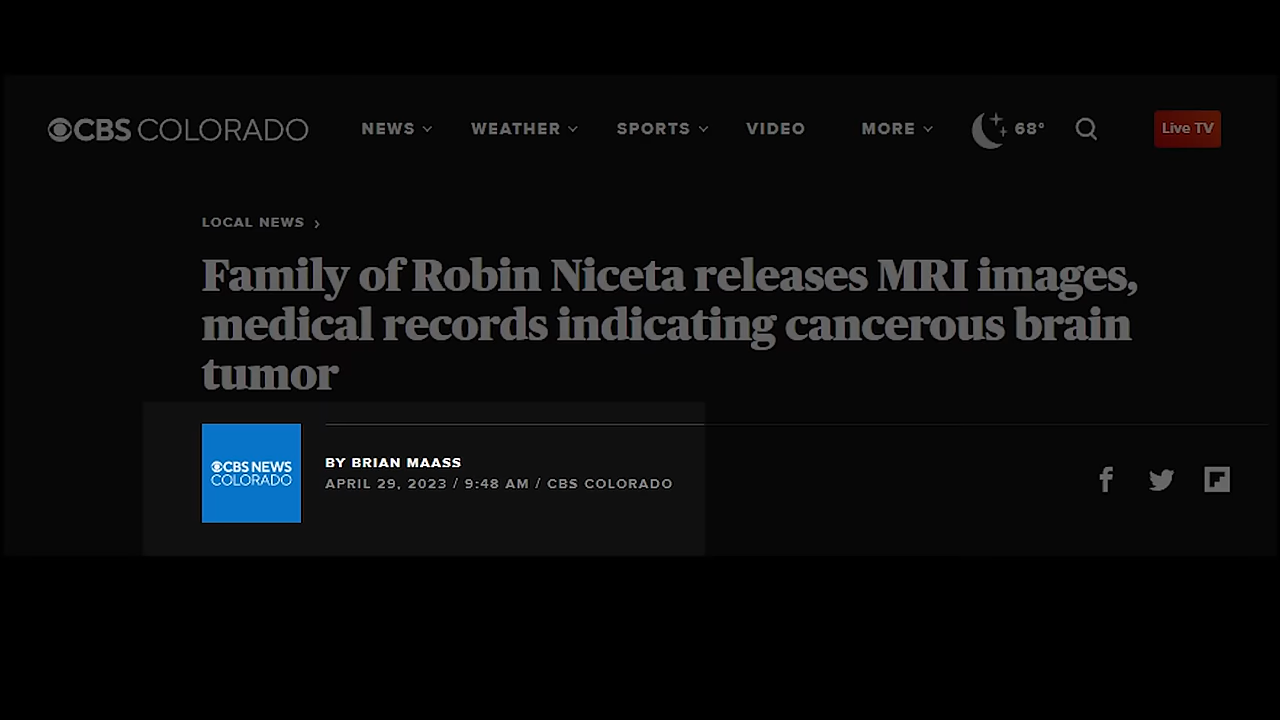 CBS COLORADO NEWS WEATHER SPORTS VIDEO MORE 68° Live TV
LOCAL NEWS
Family of Robin Niceta releases MRI images,
medical records indicating cancerous brain
tumor
CBS NEWS
COLORADO
BY BRIAN MAASS
APRIL 29, 2023 / 9:48 AM / CBS COLORADO